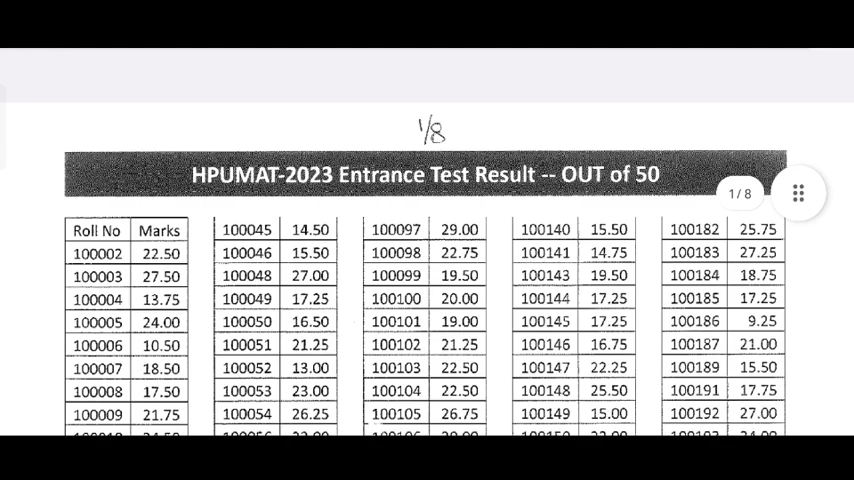 1/8
HPUMAT-2023 Entrance Test Result -- OUT of 50
1/8
Roll No Marks 100045 14.50 100097 29.00 100140 15.50 100182 25.75
100002 22.50 100046 15.50 100098 22.75 100141 14.75 100183 27.25
100003 27.50 100048 27.00 100099 19.50 100143 19.50 100184 18.75
100004 13.75 100049 17.25 100100 20.00 100144 17.25 100185 17.25
100005 24.00 100050 16.50 100101 19.00 100145 17.25 100186 9.25
100006 10.50 100051 21.25 100102 21.25 100146 16.75 100187 21.00
100007 18.50 100052 13.00 100103 22.50 100147 22.25 100189 15.50
100008 17.50 100053 23.00 100104 22.50 100148 25.50 100191 17.75
100009 21.75 100054 26.25 100105 26.75 100149 15.00 100192 27.00